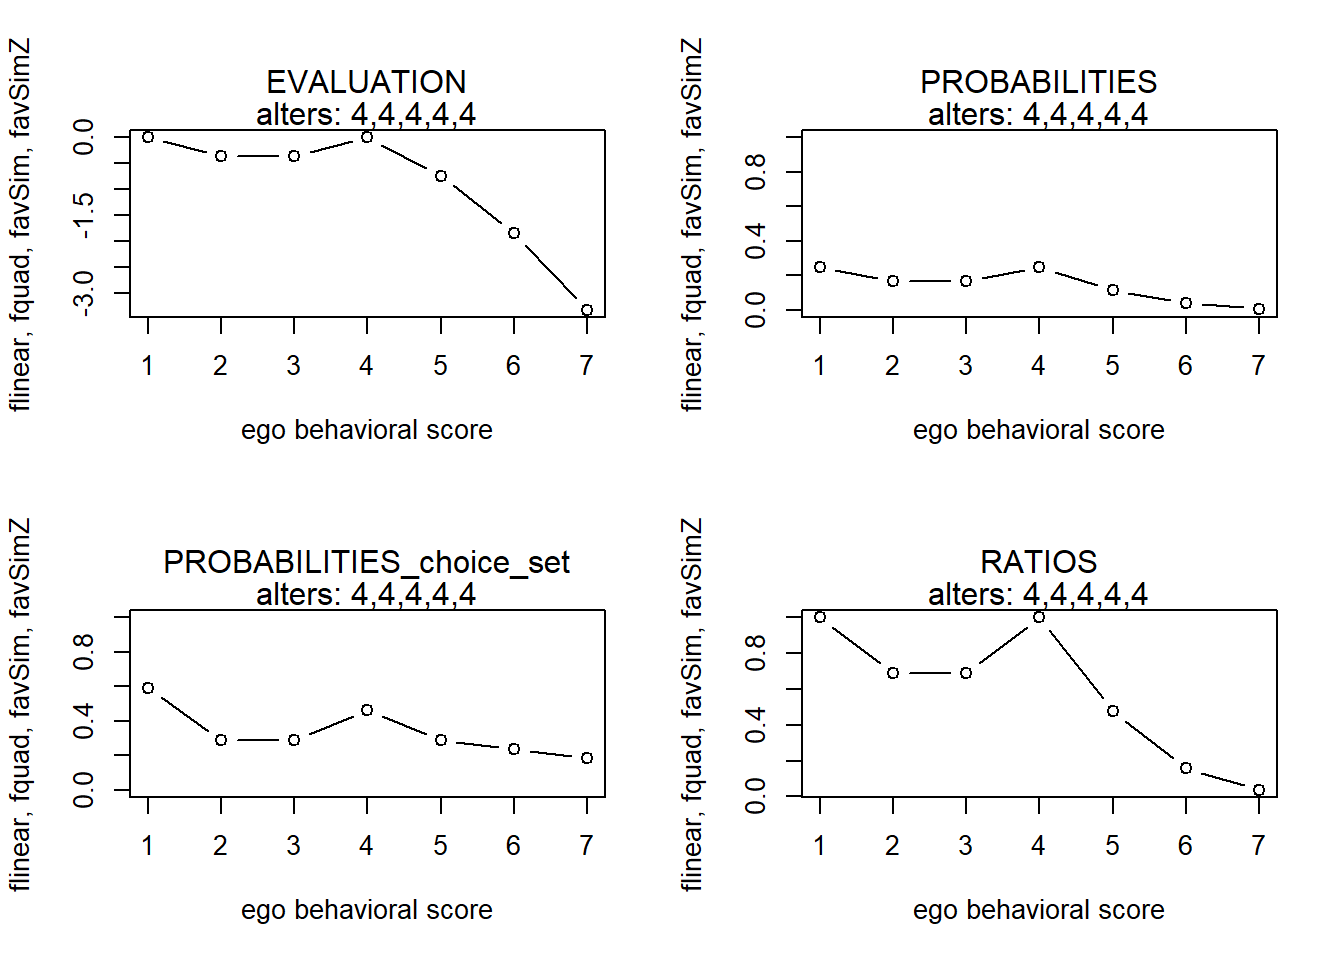 EVALUATION
alters: 4,4,4,4,4
flinear, fquad, favSim, favSimZ
0.0
-1.5
-3.0
1 2 3 4 5 6 7
ego behavioral score
PROBABILITIES
alters: 4,4,4,4,4
flinear, fquad, favSim, favSimZ
0.8
0.4
0.0
1 2 3 4 5 6 7
ego behavioral score
PROBABILITIES_choice_set
alters: 4,4,4,4,4
flinear, fquad, favSim, favSimZ
0.8
0.4
0.0
1 2 3 4 5 6 7
ego behavioral score
RATIOS
alters: 4,4,4,4,4
flinear, fquad, favSim, favSimZ
0.8
0.4
0.0
1 2 3 4 5 6 7
ego behavioral score